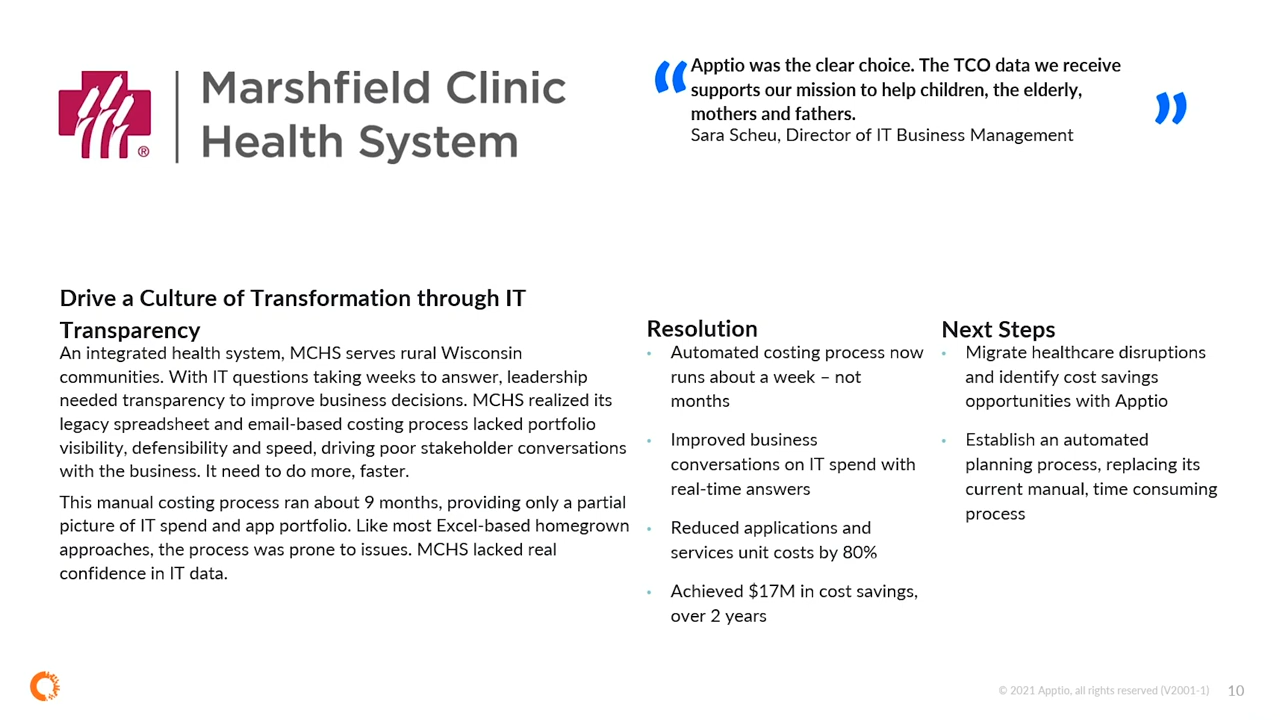 Marshfield Clinic
Health System
®
“
Apptio was the clear choice. The TCO data we receive
supports our mission to help children, the elderly,
mothers and fathers.
”
Sara Scheu, Director of IT Business Management
Drive a Culture of Transformation through IT
Transparency
An integrated health system, MCHS serves rural Wisconsin
communities. With IT questions taking weeks to answer, leadership
needed transparency to improve business decisions. MCHS realized its
legacy spreadsheet and email-based costing process lacked portfolio
visibility, defensibility and speed, driving poor stakeholder conversations
with the business. It need to do more, faster.
This manual costing process ran about 9 months, providing only a partial
picture of IT spend and app portfolio. Like most Excel-based homegrown
approaches, the process was prone to issues. MCHS lacked real
confidence in IT data.
Resolution
• Automated costing process now
runs about a week – not
months
• Improved business
conversations on IT spend with
real-time answers
• Reduced applications and
services unit costs by 80%
• Achieved $17M in cost savings,
over 2 years
Next Steps
• Migrate healthcare disruptions
and identify cost savings
opportunities with Apptio
• Establish an automated
planning process, replacing its
current manual, time consuming
process
© 2021 Apptio, all rights reserved (V2001-1)
10